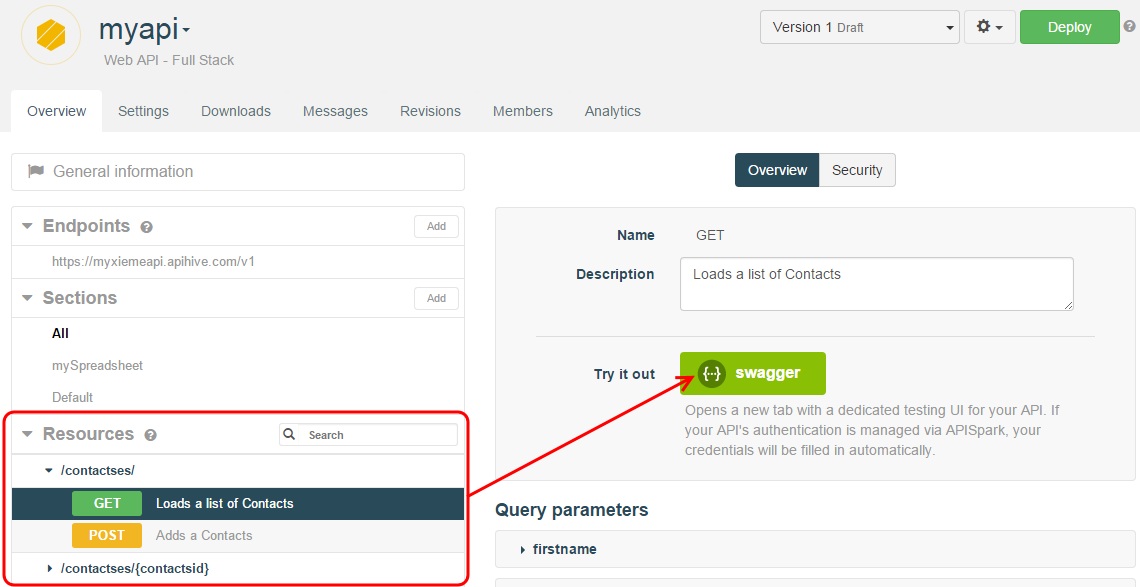 myapi
Web API - Full Stack
Version 1 Draft
Deploy
?
Overview Settings Downloads Messages Revisions Members Analytics
General information
Endpoints ? Add
https://myxiemeapi.apihive.com/v1
Sections Add
All
mySpreadsheet
Default
Resources ? Search
/contactses/
GET Loads a list of Contacts
POST Adds a Contacts
/contactses/{contactsid}
Overview Security
Name GET
Description Loads a list of Contacts
Try it out {···} swagger
Opens a new tab with a dedicated testing UI for your API. If
your API's authentication is managed via APISpark, your
credentials will be filled in automatically.
Query parameters
firstname